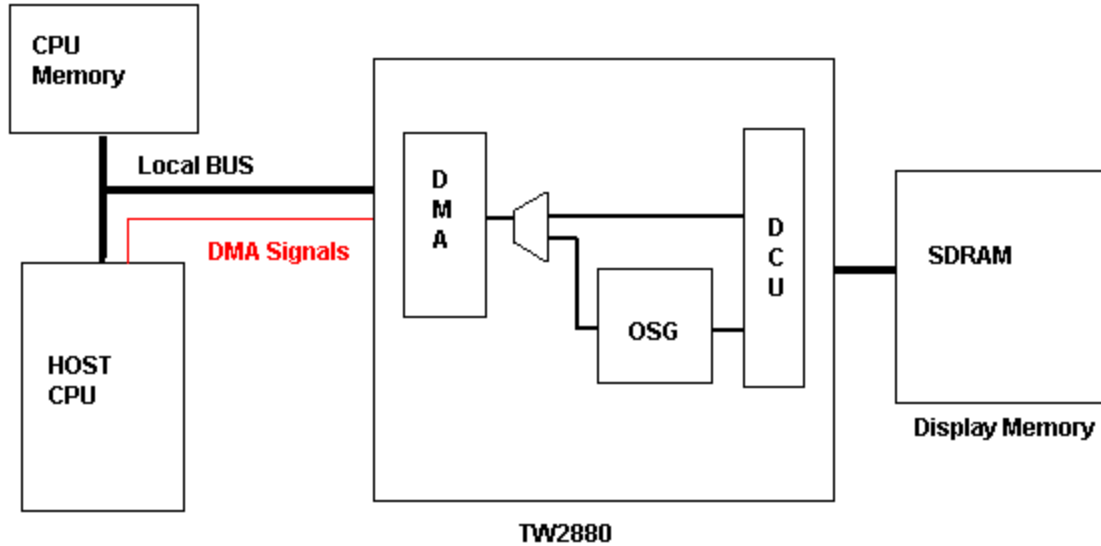 CPU
Memory
Local BUS
DMA Signals
HOST
CPU
D
M
A
OSG
D
C
U
SDRAM
Display Memory
TW2880